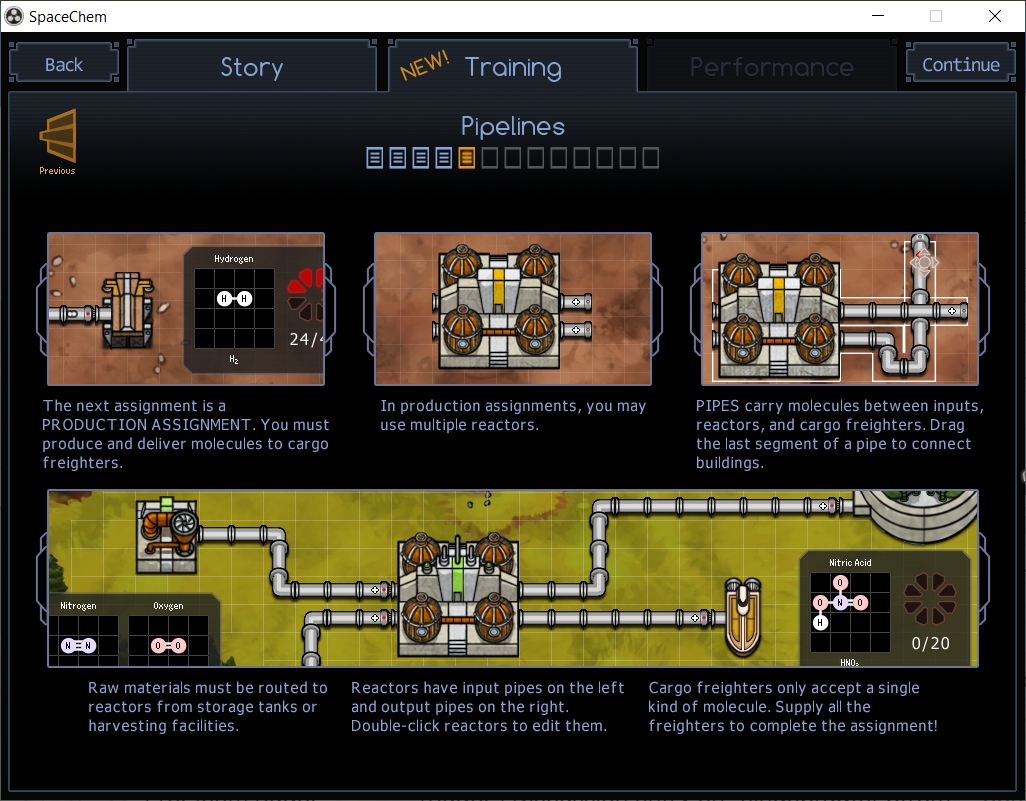 SpaceChem
Back
Story
NEW!
Training
Performance
Continue
Pipelines
Previous
Hydrogen
H H
24/4
H₂
The next assignment is a
PRODUCTION ASSIGNMENT. You must
produce and deliver molecules to cargo
freighters.
In production assignments, you may
use multiple reactors.
PIPES carry molecules between inputs,
reactors, and cargo freighters. Drag
the last segment of a pipe to connect
buildings.
Nitrogen
Oxygen
N N
O O
Nitric Acid
O
O N O
H
0/20
HNO₃
Raw materials must be routed to
reactors from storage tanks or
harvesting facilities.
Reactors have input pipes on the left
and output pipes on the right.
Double-click reactors to edit them.
Cargo freighters only accept a single
kind of molecule. Supply all the
freighters to complete the assignment!